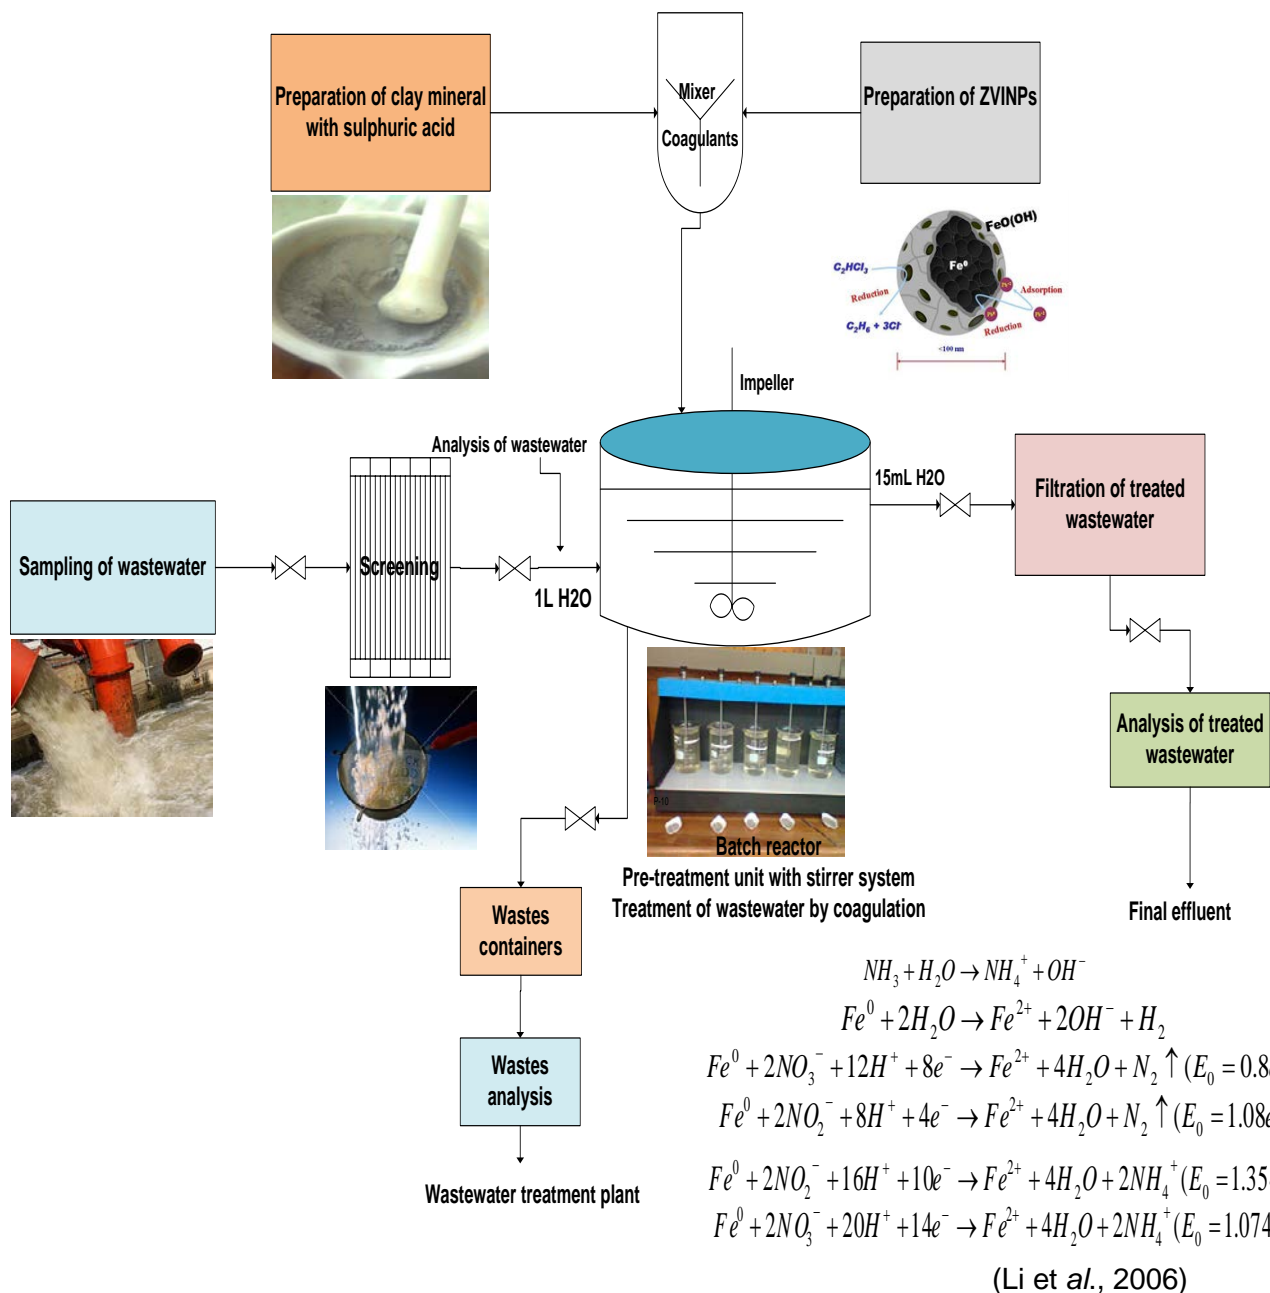 Preparation of clay mineral
with sulphuric acid
Mixer
Coagulants
Preparation of ZVINPs
FeO(OH)
Fe⁰
C₂HCl₃
Reduction
C₂H₆ + 3Cl⁻
Adsorption
Reduction
<100 nm
Impeller
Analysis of wastewater
15mL H2O
Filtration of treated
wastewater
Sampling of wastewater
Screening
1L H2O
Analysis of treated
wastewater
P-10
Batch reactor
Pre-treatment unit with stirrer system
Treatment of wastewater by coagulation
Final effluent
Wastes
containers
Wastes
analysis
Wastewater treatment plant
NH₃ + H₂O → NH₄⁺ + OH⁻
Fe⁰ + 2H₂O → Fe²⁺ + 2OH⁻ + H₂
Fe⁰ + 2NO₃⁻ + 12H⁺ + 8e⁻ → Fe²⁺ + 4H₂O + N₂ ↑ (E₀ = 0.8
Fe⁰ + 2NO₂⁻ + 8H⁺ + 4e⁻ → Fe²⁺ + 4H₂O + N₂ ↑ (E₀ = 1.08e
Fe⁰ + 2NO₂⁻ + 16H⁺ + 10e⁻ → Fe²⁺ + 4H₂O + 2NH₄⁺ (E₀ = 1.35
Fe⁰ + 2NO₃⁻ + 20H⁺ + 14e⁻ → Fe²⁺ + 4H₂O + 2NH₄⁺ (E₀ = 1.074
(Li et al., 2006)